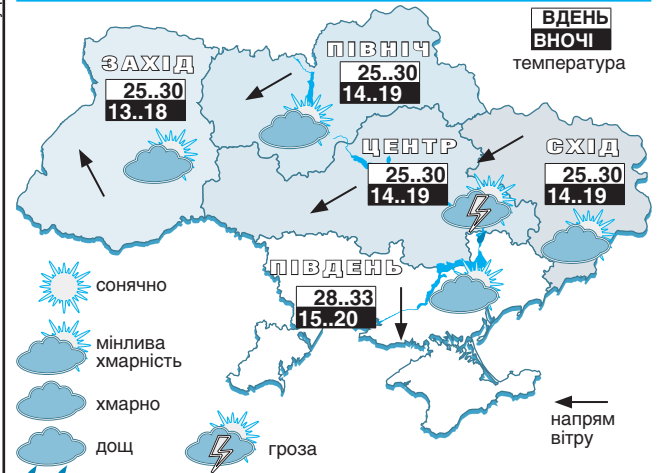 ВДЕНЬ
ВНОЧІ
температура
ЗАХІД
25..30
13..18
ПІВНІЧ
25..30
14..19
ЦЕНТР
25..30
14..19
СХІД
25..30
14..19
ПІВДЕНЬ
28..33
15..20
сонячно
мінлива
хмарність
хмарно
дощ
гроза
напрям
вітру